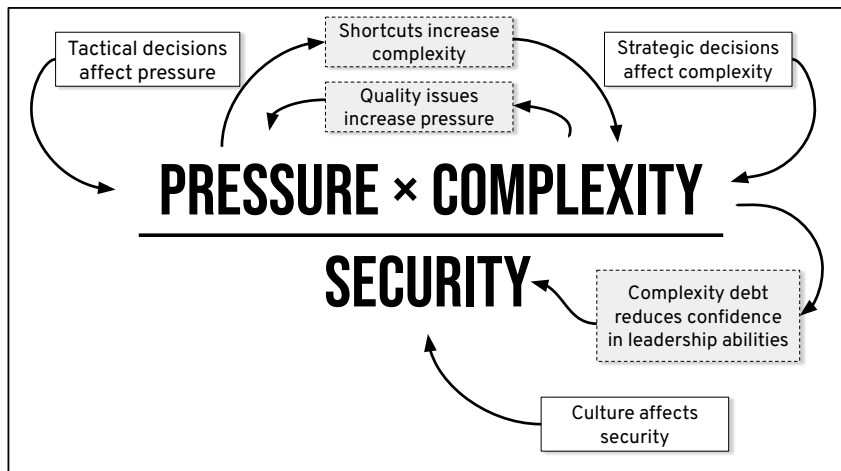 Tactical decisions
affect pressure
Shortcuts increase
complexity
Strategic decisions
affect complexity
Quality issues
increase pressure
PRESSURE × COMPLEXITY
SECURITY
Complexity debt
reduces confidence
in leadership abilities
Culture affects
security